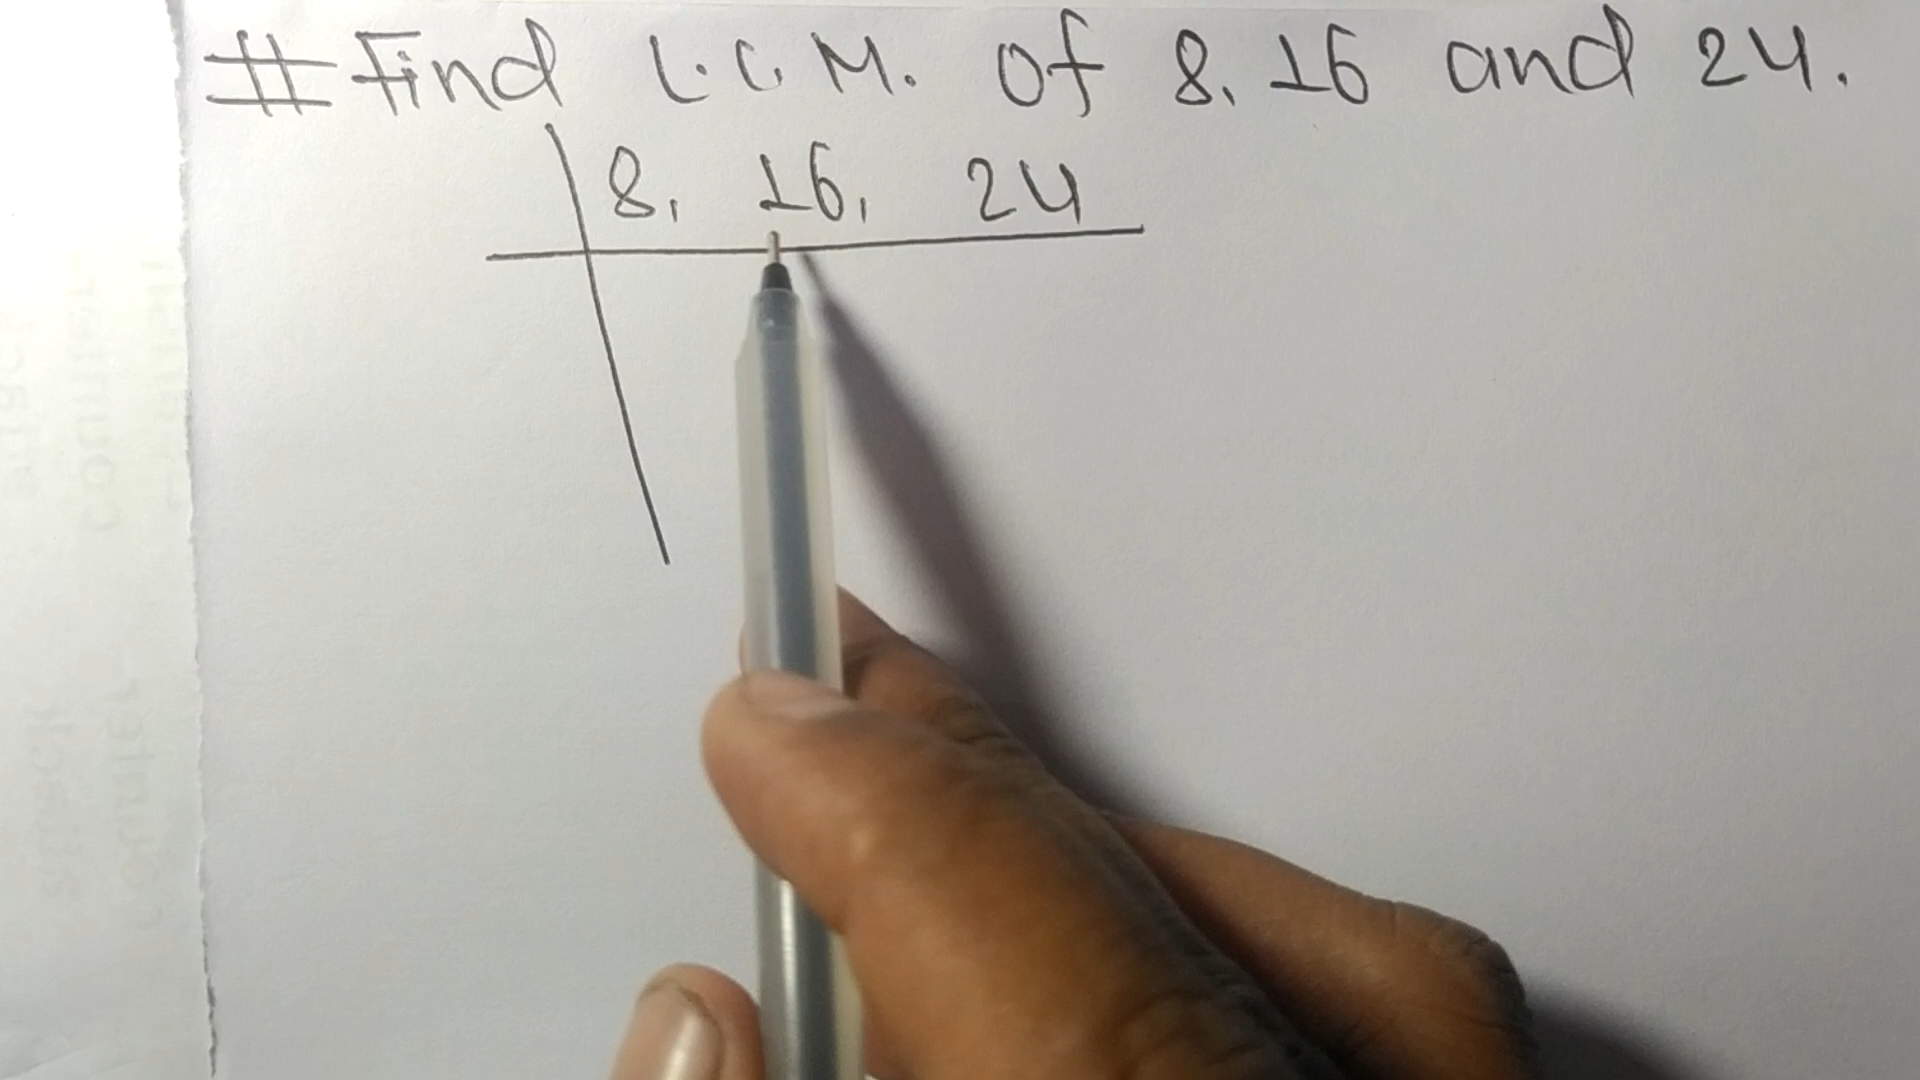 # Find L.C.M. of 8, 16 and 24.
8, 16, 24